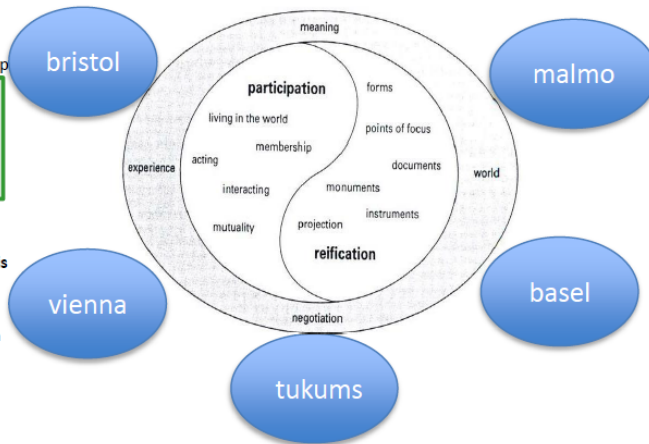 meaning
bristol
malmo
p
participation
forms
living in the world
points of focus
membership
acting
documents
experience
world
interacting
monuments
instruments
mutuality
projection
reification
s
vienna
basel
negotiation
tukums